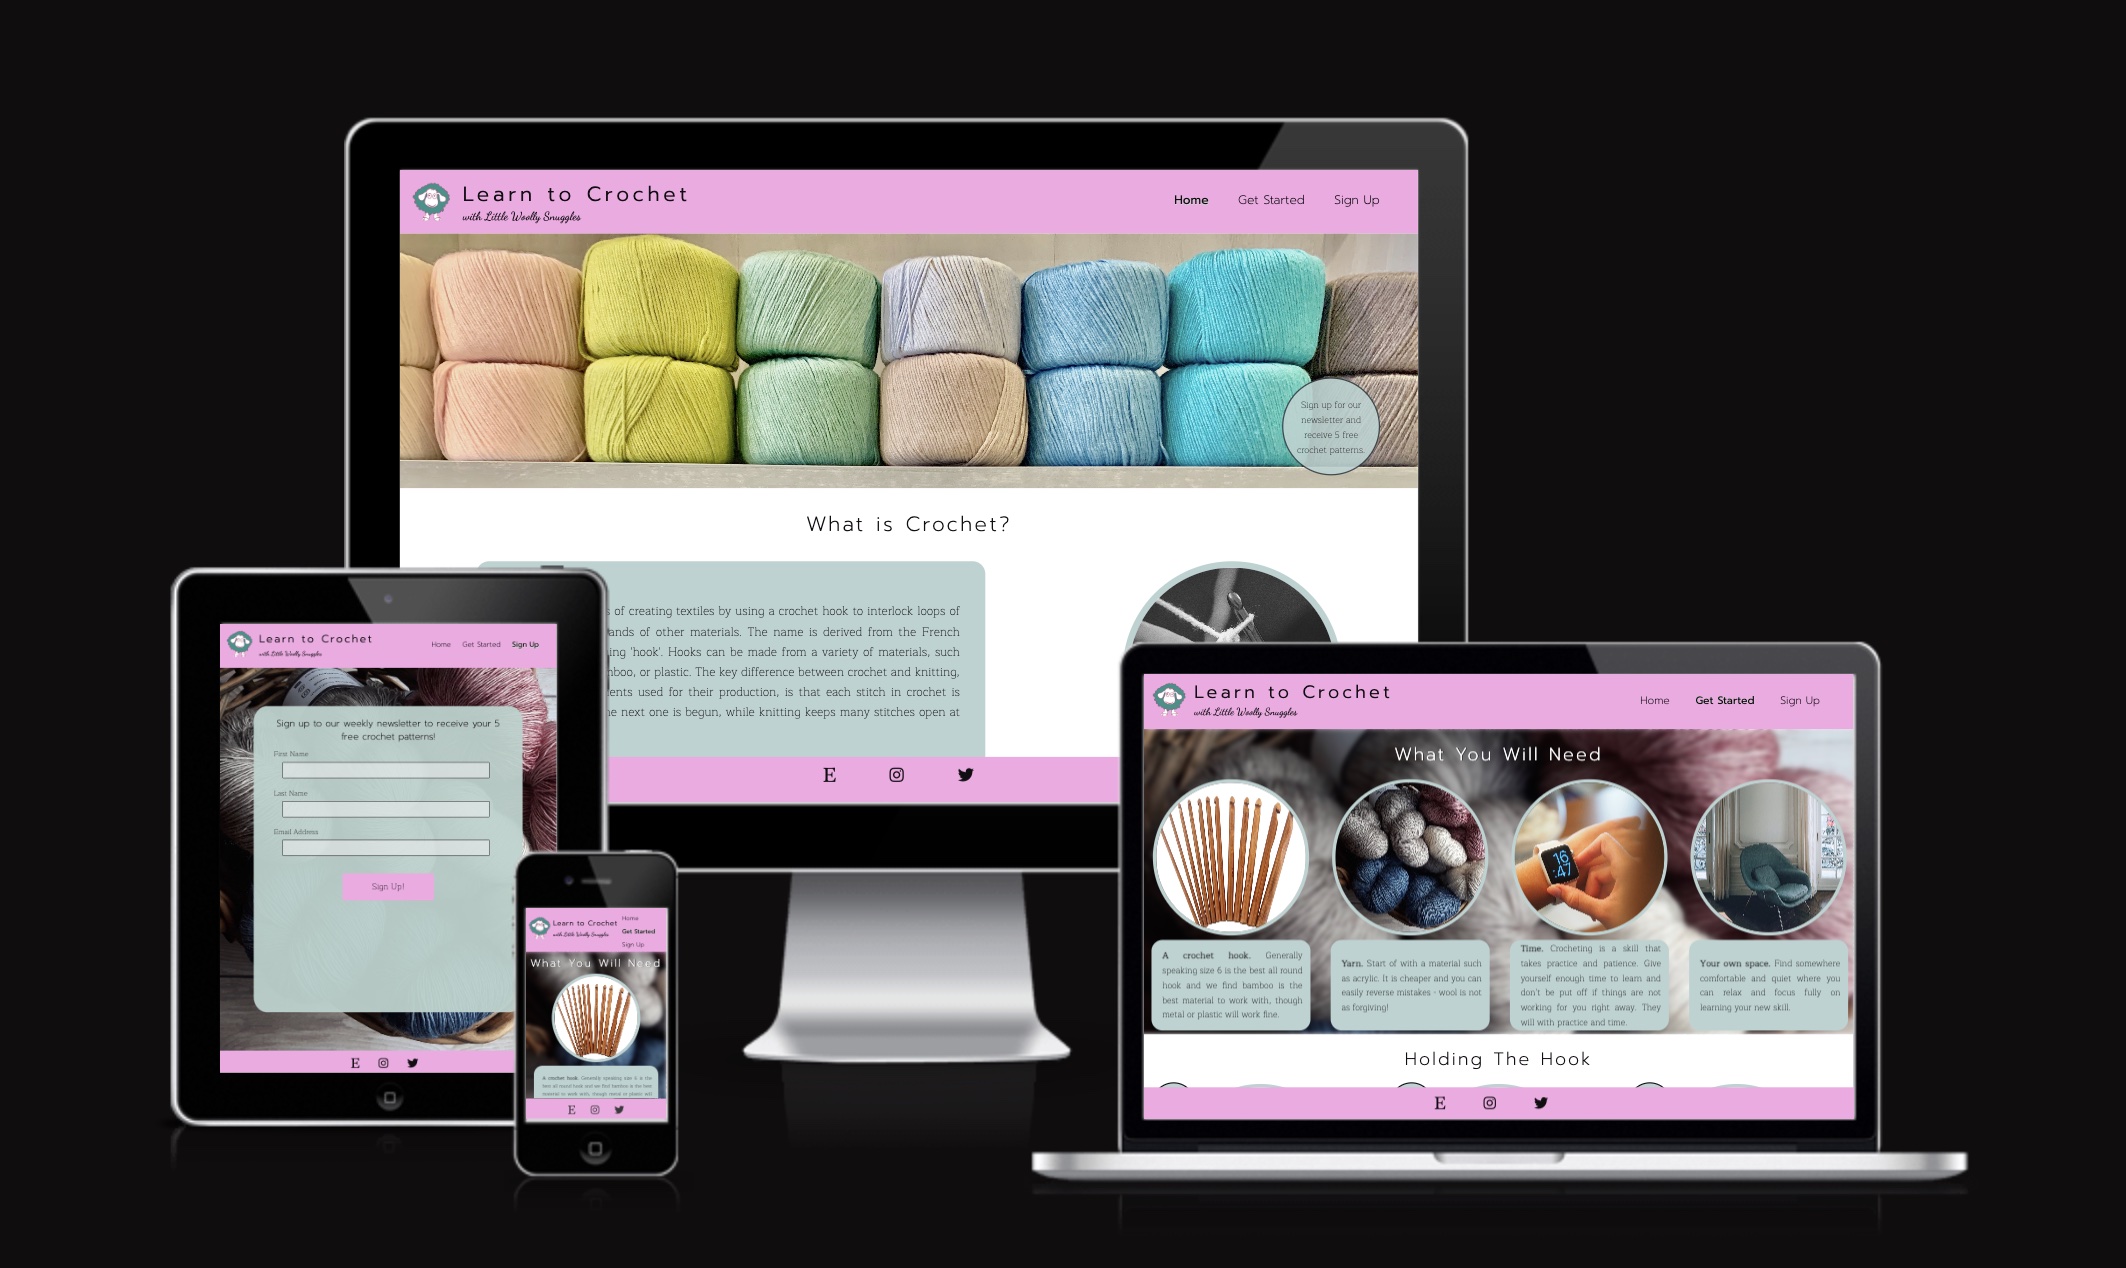 Learn to Crochet
with Little Woolly Snuggles
Home Get Started Sign Up
Sign up for our
newsletter and
receive 5 free
crochet patterns.
What is Crochet?
of creating textiles by using a crochet hook to interlock loops of
ands of other materials. The name is derived from the French
ing 'hook'. Hooks can be made from a variety of materials, such
boo, or plastic. The key difference between crochet and knitting,
ents used for their production, is that each stitch in crochet is
next one is begun, while knitting keeps many stitches open at
E
Learn to Crochet
with Little Woolly Snuggles
Home Get Started Sign Up
Sign up to our weekly newsletter to receive your 5
free crochet patterns!
First Name
Last Name
Email Address
Sign Up!
E
Learn to Crochet
with Little Woolly Snuggles
Home
Get Started
Sign Up
What You Will Need
A crochet hook. Generally speaking size 6 is the
best all round hook and we find bamboo is the best
material to work with, though metal or plastic will
E
Learn to Crochet
with Little Woolly Snuggles
Home Get Started Sign Up
What You Will Need
16
:47
A crochet hook. Generally
speaking size 6 is the best all round
hook and we find bamboo is the
best material to work with, though
metal or plastic will work fine.
Yarn. Start of with a material such
as acrylic. It is cheaper and you can
easily reverse mistakes - wool is not
as forgiving!
Time. Crocheting is a skill that
takes practice and patience. Give
yourself enough time to learn and
don't be put off if things are not
working for you right away. They
will with practice and time.
Your own space. Find somewhere
comfortable and quiet where you
can relax and focus fully on
learning your new skill.
Holding The Hook
E